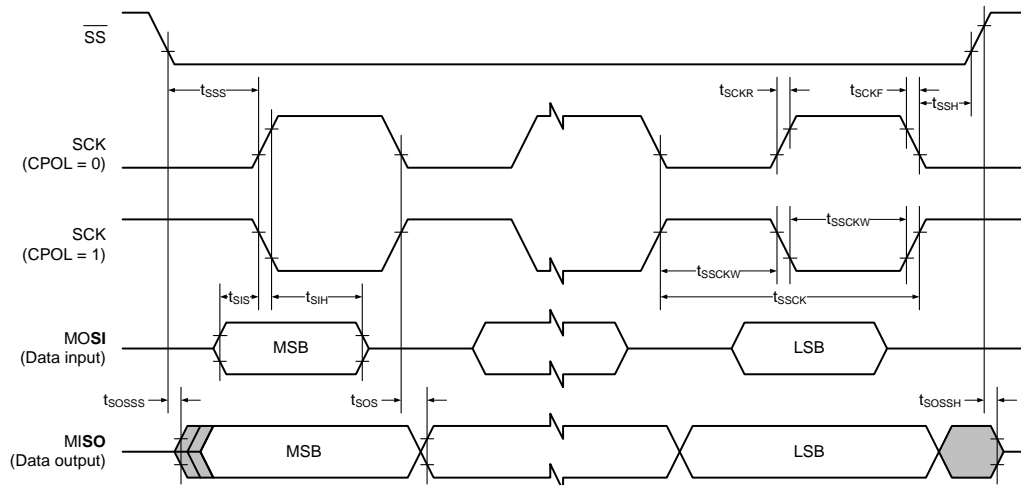 SS
tSSS
tSCKR
tSCKF
tSSH
SCK
(CPOL = 0)
SCK
(CPOL = 1)
tSSCKW
tSSCKW
tSIS
tSIH
tSSCK
MOSI
(Data input)
MSB
LSB
tSOSSS
tSOS
tSOSSH
MISO
(Data output)
MSB
LSB